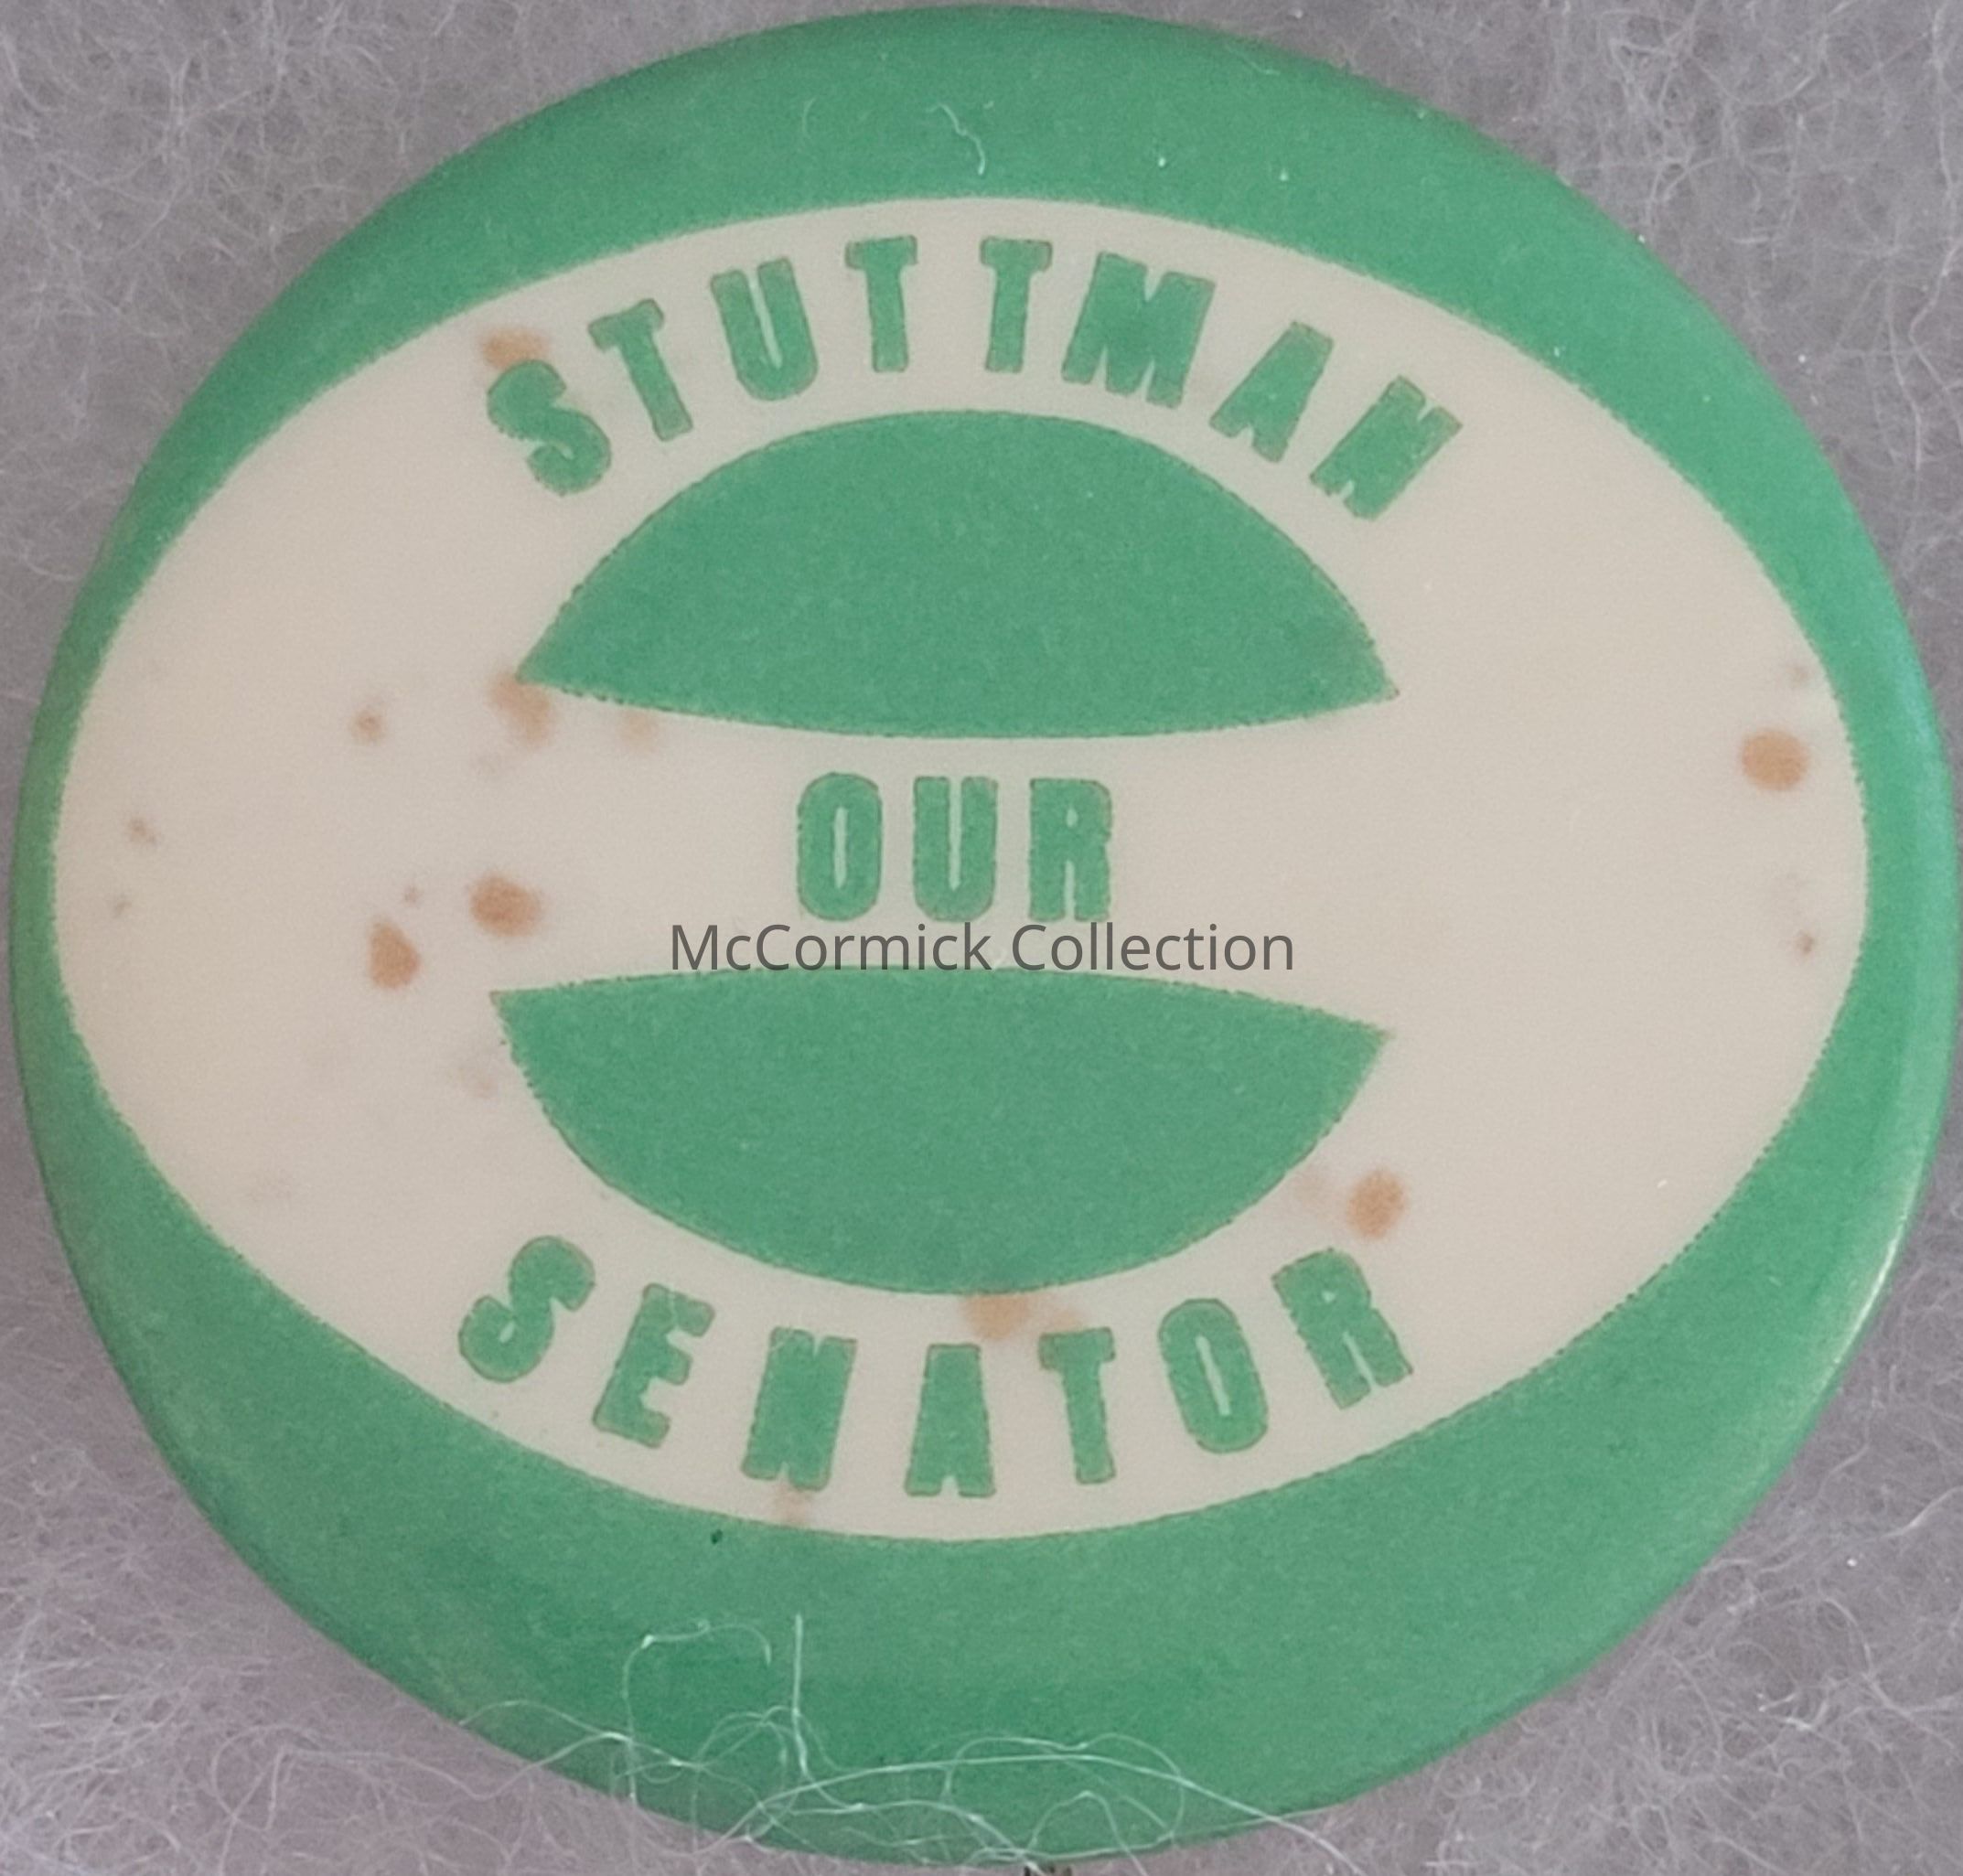 STUTTMAN
OUR
McCormick Collection
SENATOR